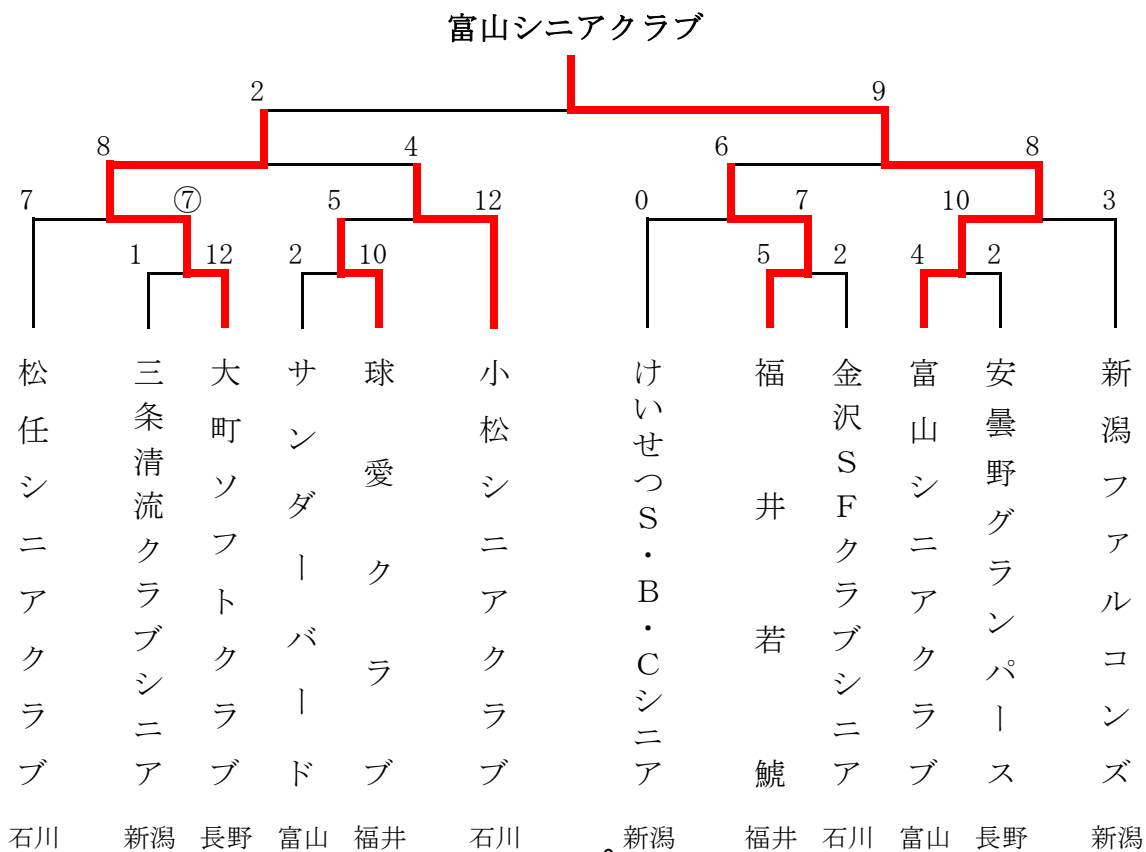 富山シニアクラブ
2
9
8
4
6
8
7
⑦
5
12
0
7
10
3
1
12
2
10
5
2
4
2
松任シニアクラブ
三条清流クラブシニア
大町ソフトクラブ
サンダーバード
球愛クラブ
小松シニアクラブ
けいせつS・B・Cシニア
福井若鯱
金沢SFクラブシニア
富山シニアクラブ
安曇野グランパース
新潟ファルコンズ
石川
新潟
長野
富山
福井
石川
新潟
福井
石川
富山
長野
新潟